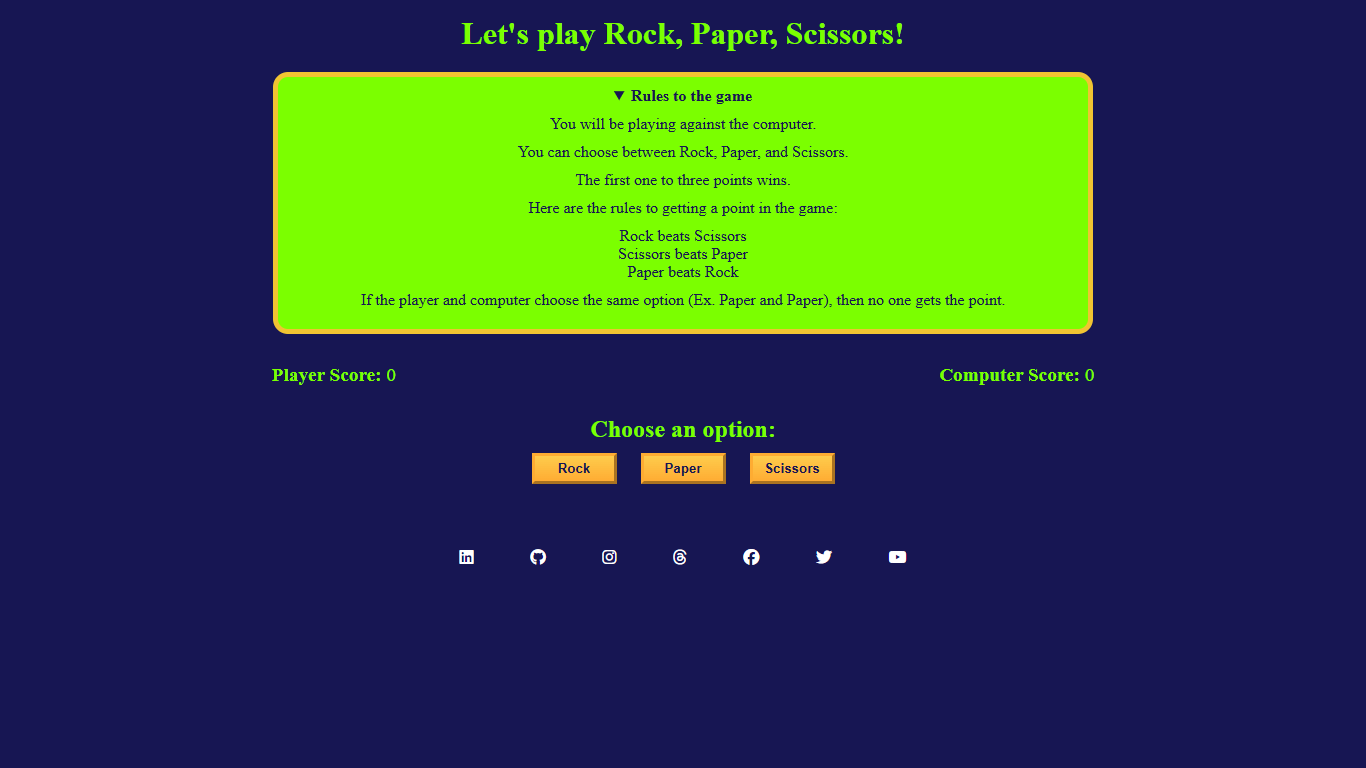 Let's play Rock, Paper, Scissors!
Rules to the game
You will be playing against the computer.
You can choose between Rock, Paper, and Scissors.
The first one to three points wins.
Here are the rules to getting a point in the game:
Rock beats Scissors
Scissors beats Paper
Paper beats Rock
If the player and computer choose the same option (Ex. Paper and Paper), then no one gets the point.
Player Score: 0
Computer Score: 0
Choose an option:
Rock
Paper
Scissors